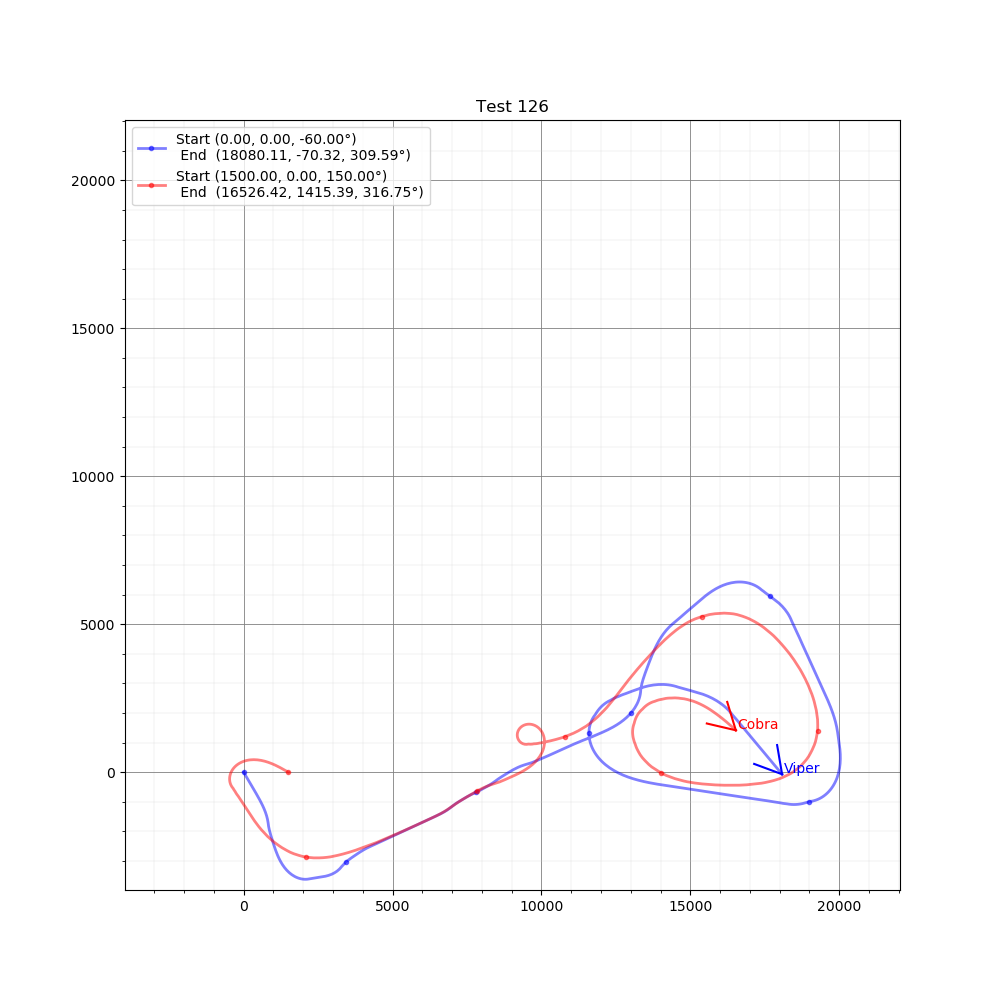 Test 126
Start (0.00, 0.00, -60.00°)
End (18080.11, -70.32, 309.59°)
Start (1500.00, 0.00, 150.00°)
End (16526.42, 1415.39, 316.75°)
20000
15000
10000
5000
0
Cobra
Viper
0
5000
10000
15000
20000